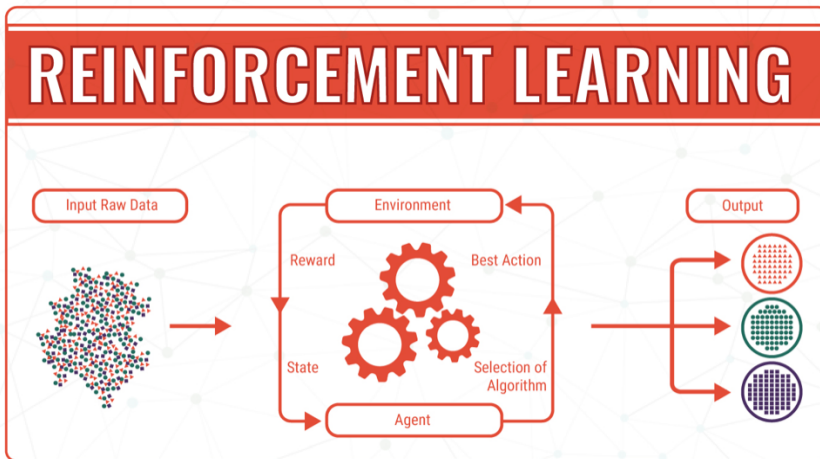 REINFORCEMENT LEARNING
Input Raw Data
Environment
Output
Reward
Best Action
State
Selection of
Algorithm
Agent